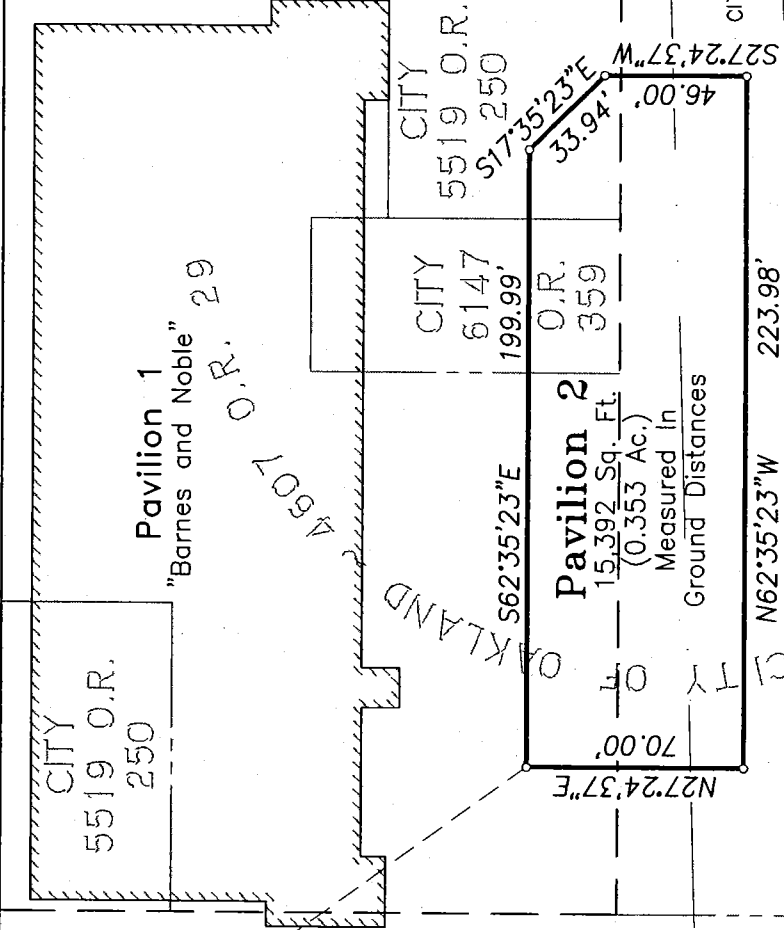 CITY
5519 O.R.
250
Pavilion 1
"Barnes and Noble"
4607 O.R. 29
CITY
5519 O.R.
250
CITY
6147
O.R.
359
S62°35'23"E
199.99'
S17°35'23"E
33.94'
S27°24'37"W
46.00'
Pavilion 2
15,392 Sq. Ft.
(0.353 Ac.)
Measured In
Ground Distances
N27°24'37"E
70.00'
N62°35'23"W
223.98'
CITY OF OAKLAND
CI